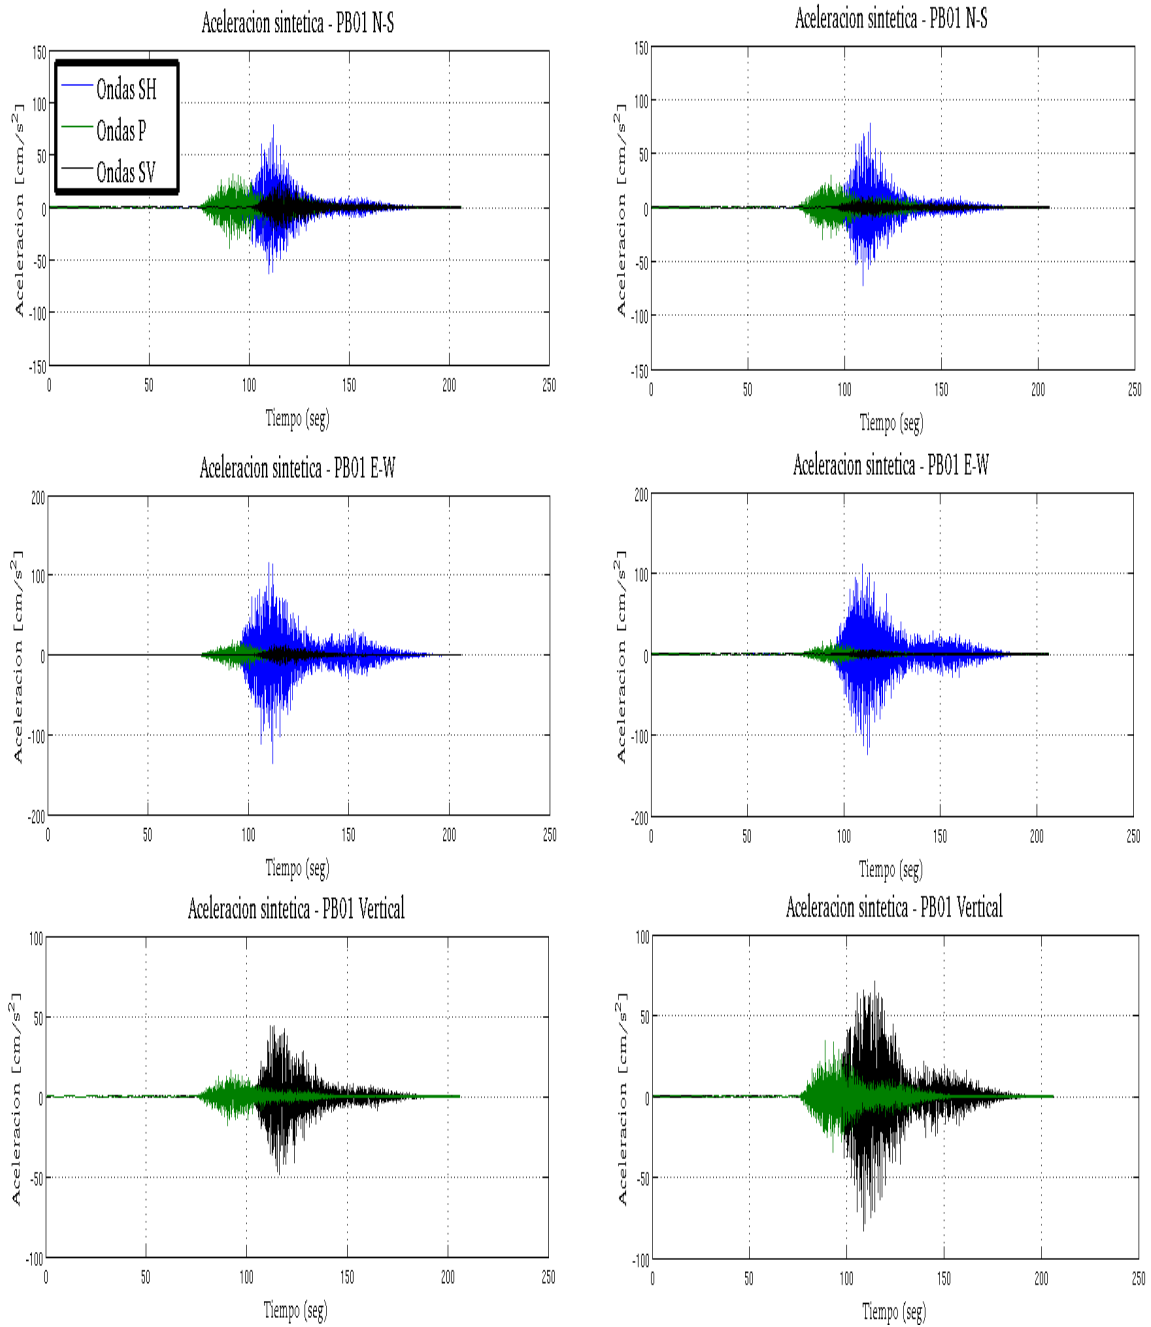 Aceleracion sintetica - PB01 N-S
Aceleracion [cm/s²]
150
100
50
0
-50
-100
-150
Ondas SH
Ondas P
Ondas SV
0 50 100 150 200 250
Tiempo (seg)
Aceleracion sintetica - PB01 N-S
Aceleracion [cm/s²]
150
100
50
0
-50
-100
-150
0 50 100 150 200 250
Tiempo (seg)
Aceleracion sintetica - PB01 E-W
Aceleracion [cm/s²]
200
100
0
-100
-200
0 50 100 150 200 250
Tiempo (seg)
Aceleracion sintetica - PB01 E-W
Aceleracion [cm/s²]
200
100
0
-100
-200
0 50 100 150 200 250
Tiempo (seg)
Aceleracion sintetica - PB01 Vertical
Aceleracion [cm/s²]
100
50
0
-50
-100
0 50 100 150 200 250
Tiempo (seg)
Aceleracion sintetica - PB01 Vertical
Aceleracion [cm/s²]
100
50
0
-50
-100
0 50 100 150 200 250
Tiempo (seg)